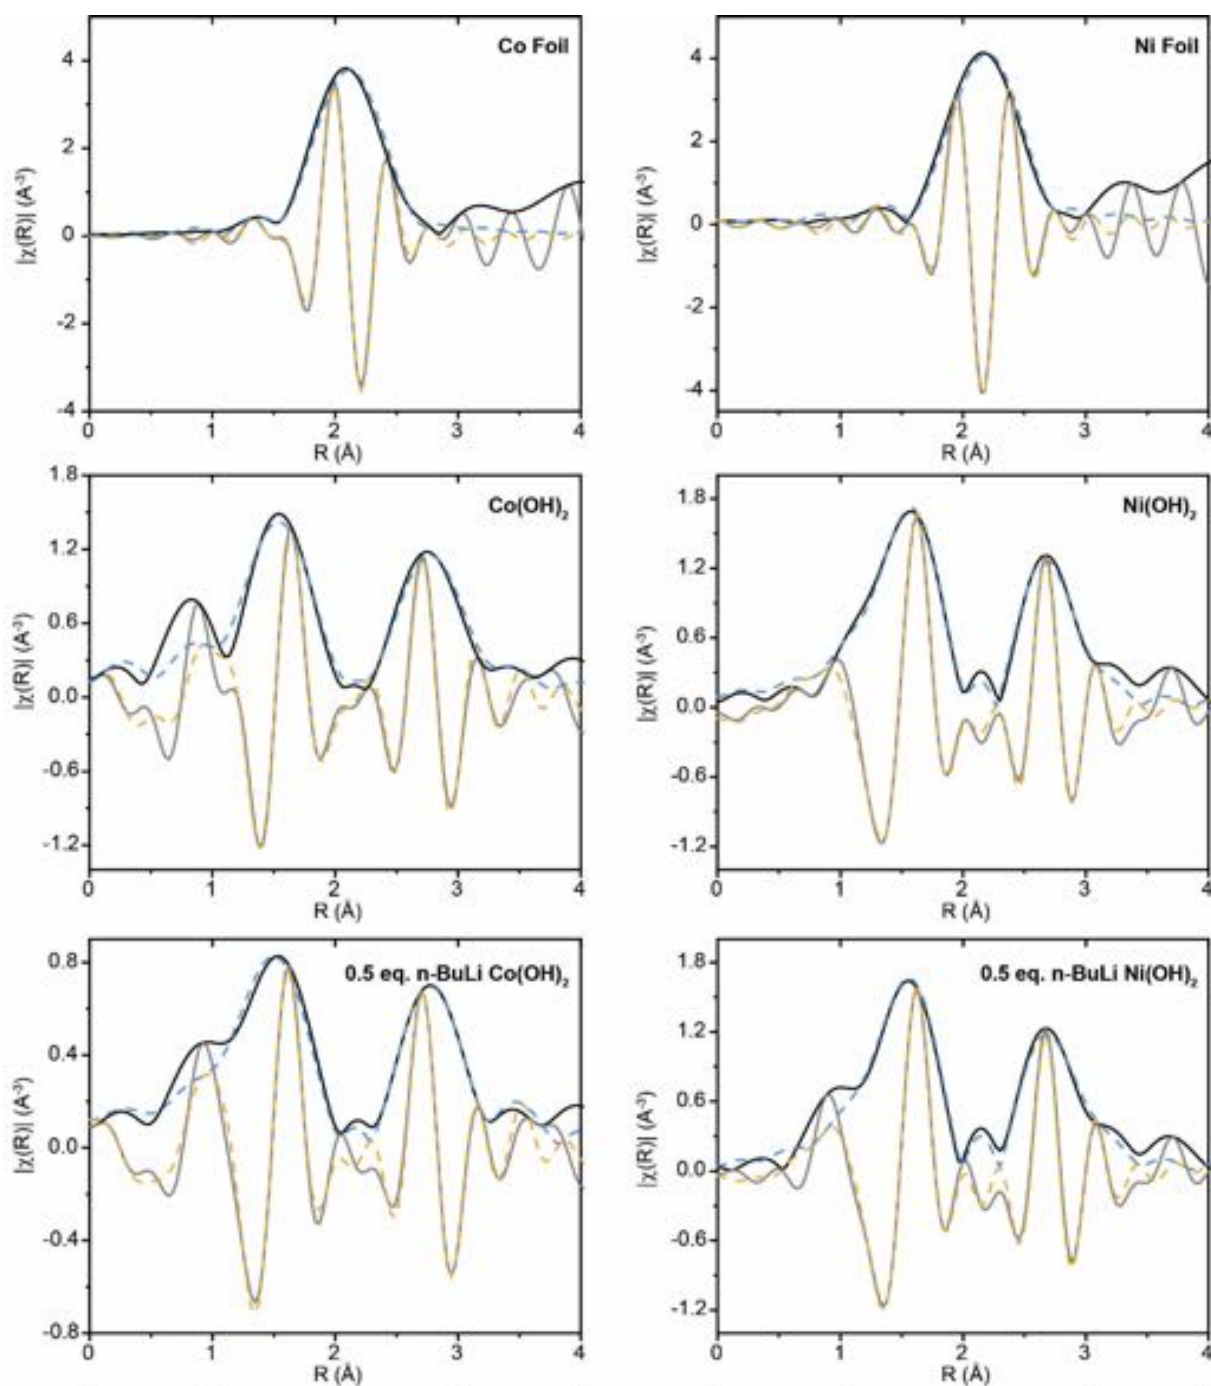 Co Foil
|χ(R)| (A⁻³)
4
2
0
-2
-4
0 1 2 3 4
R (Å)
Ni Foil
|χ(R)| (A⁻³)
4
2
0
-2
-4
0 1 2 3 4
R (Å)
Co(OH)₂
|χ(R)| (A⁻³)
1.8
1.2
0.6
0.0
-0.6
-1.2
0 1 2 3 4
R (Å)
Ni(OH)₂
|χ(R)| (A⁻³)
1.8
1.2
0.6
0.0
-0.6
-1.2
0 1 2 3 4
R (Å)
0.5 eq. n-BuLi Co(OH)₂
|χ(R)| (A⁻³)
0.8
0.4
0.0
-0.4
-0.8
0 1 2 3 4
R (Å)
0.5 eq. n-BuLi Ni(OH)₂
|χ(R)| (A⁻³)
1.8
1.2
0.6
0.0
-0.6
-1.2
0 1 2 3 4
R (Å)